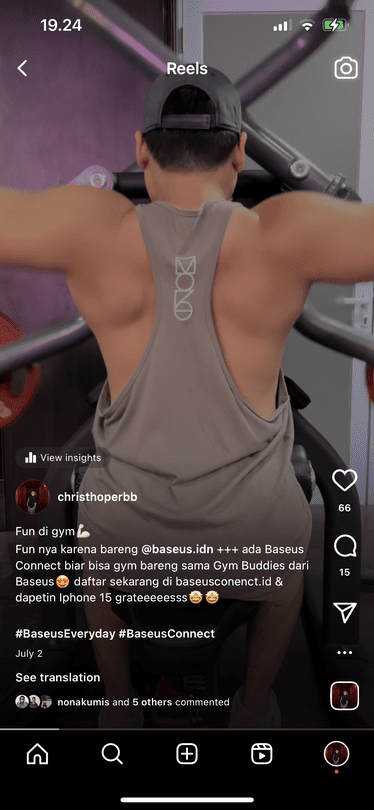 19.24
Reels
View insights
christhoperbb
Fun di gym💪🏻
Fun nya karena bareng @baseus.idn +++ ada Baseus
Connect biar bisa gym bareng sama Gym Buddies dari
Baseus😍 daftar sekarang di baseusconenct.id &
dapetin Iphone 15 grateeeeesss🤩🤩
66
15
#BaseusEveryday #BaseusConnect
July 2
See translation
nonakumis and 5 others commented